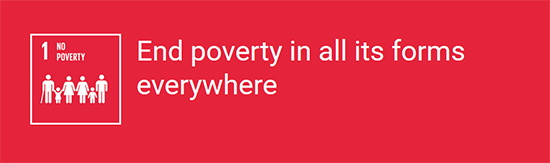 1 NO
POVERTY
End poverty in all its forms
everywhere